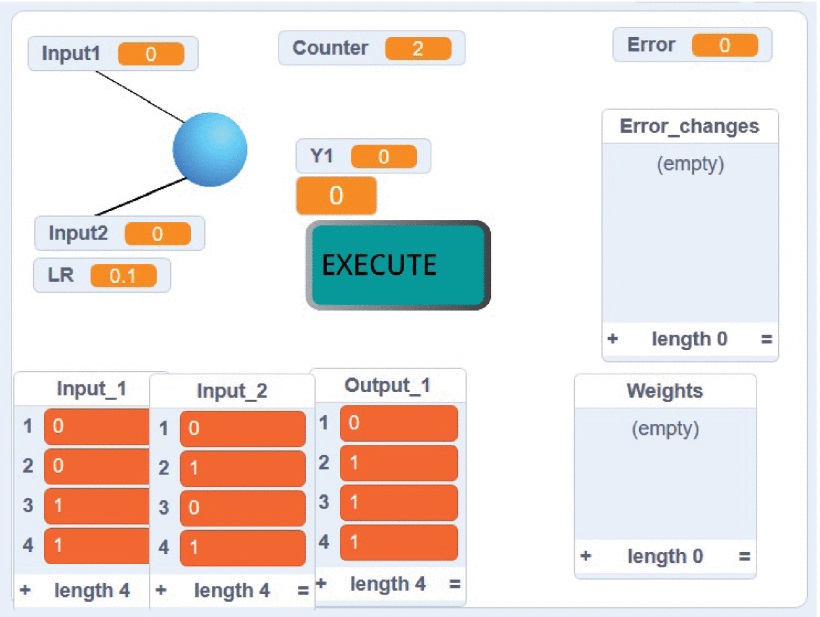 Input1 0
Counter 2
Error 0
Y1 0
0
Input2 0
LR 0.1
EXECUTE
Error_changes
(empty)
+ length 0 =
Input_1
1 0
2 0
3 1
4 1
+ length 4
Input_2
1 0
2 1
3 0
4 1
+ length 4 =
Output_1
1 0
2 1
3 1
4 1
+ length 4 =
Weights
(empty)
+ length 0 =